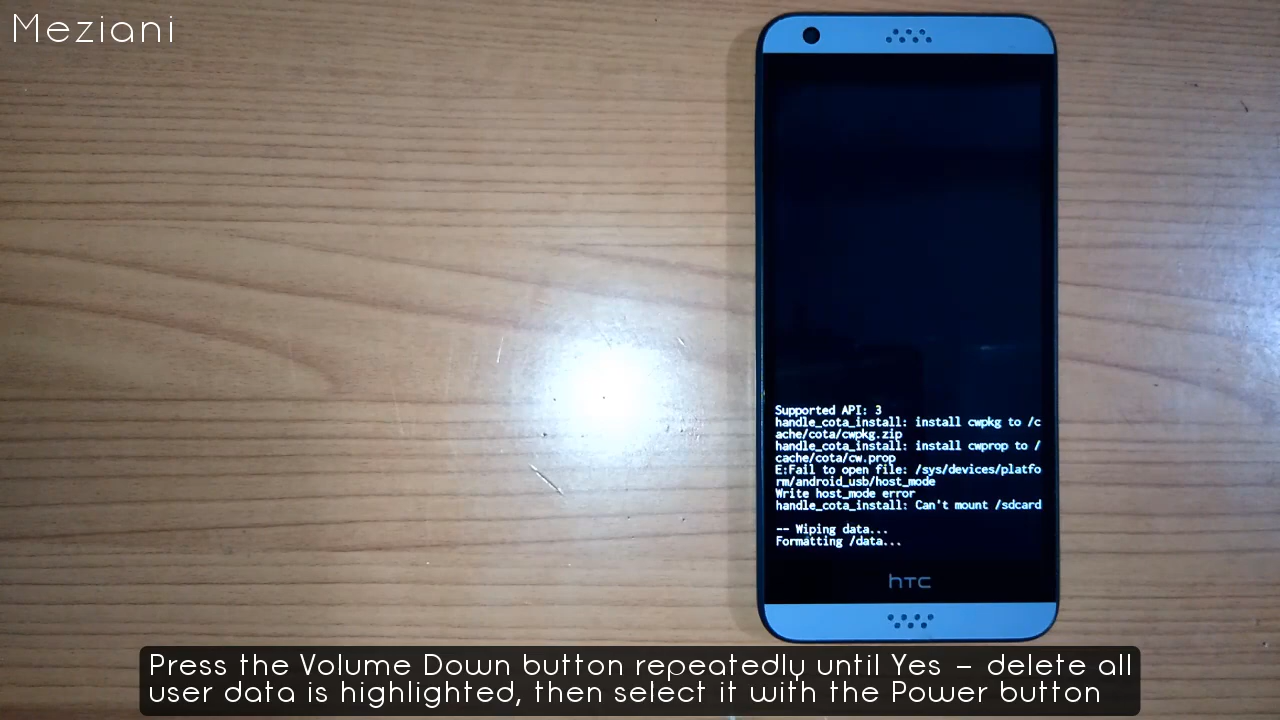 Meziani
Supported API: 3
handle_cota_install: install cwpkg to /c
ache/cota/cwpkg.zip
handle_cota_install: install cwprop to /
cache/cota/cw.prop
E:Fail to open file: /sys/devices/platfo
rm/android_usb/host_mode
Write host_mode error
handle_cota_install: Can't mount /sdcard
-- Wiping data...
Formatting /data...
hTC
Press the Volume Down button repeatedly until Yes – delete all
user data is highlighted, then select it with the Power button